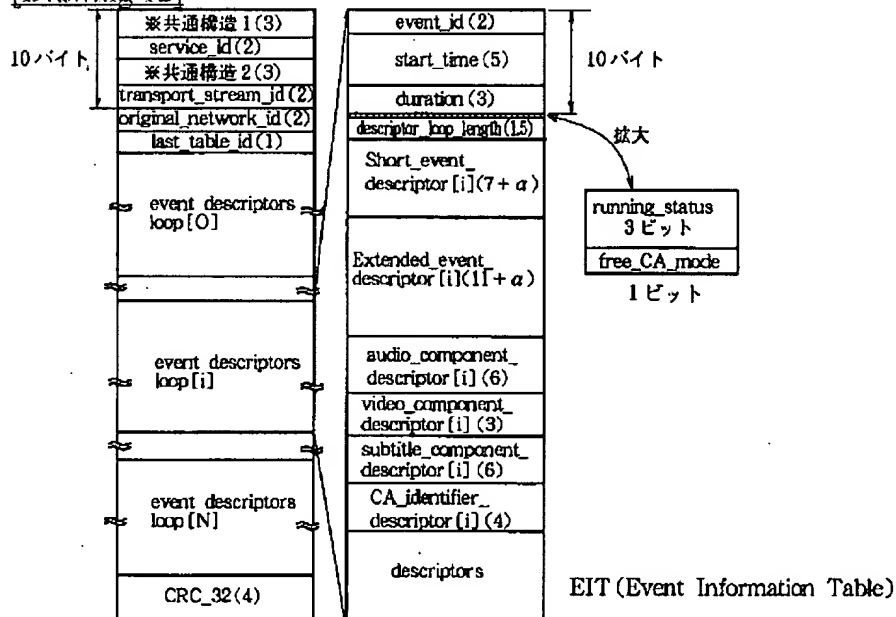 10バイト
※共通構造1(3)
service_id(2)
※共通構造2(3)
transport_stream_id(2)
original_network_id(2)
last_table_id(1)
event descriptors
loop[0]
event descriptors
loop[i]
event descriptors
loop[N]
CRC_32(4)
event_id(2)
start_time(5)
duration(3)
descriptor_loop_length(1.5)
Short_event_
descriptor[i](7+α)
Extended_event_
descriptor[i](11+α)
audio_component_
descriptor[i](6)
video_component_
descriptor[i](3)
subtitle_component_
descriptor[i](6)
CA_identifier_
descriptor[i](4)
descriptors
10バイト
拡大
running_status
3ビット
free_CA_mode
1ビット
EIT(Event Information Table)